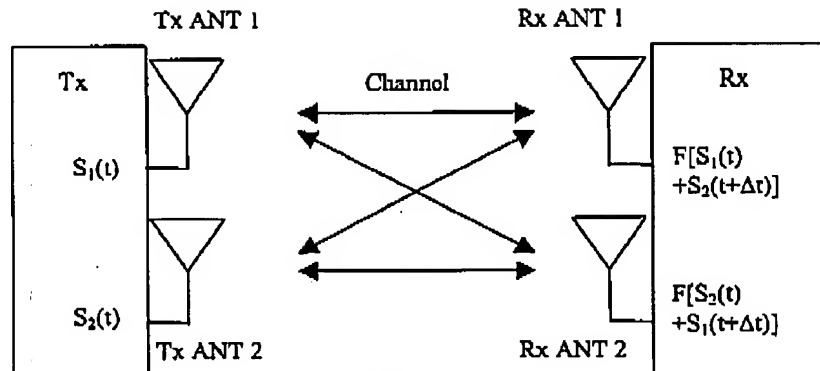 Tx ANT 1
Rx ANT 1
Tx
Channol
Rx
S₁(t)
F[S₁(t)
+S₂(t+Δt)]
S₂(t)
F[S₂(t)
+S₁(t+Δt)]
Tx ANT 2
Rx ANT 2